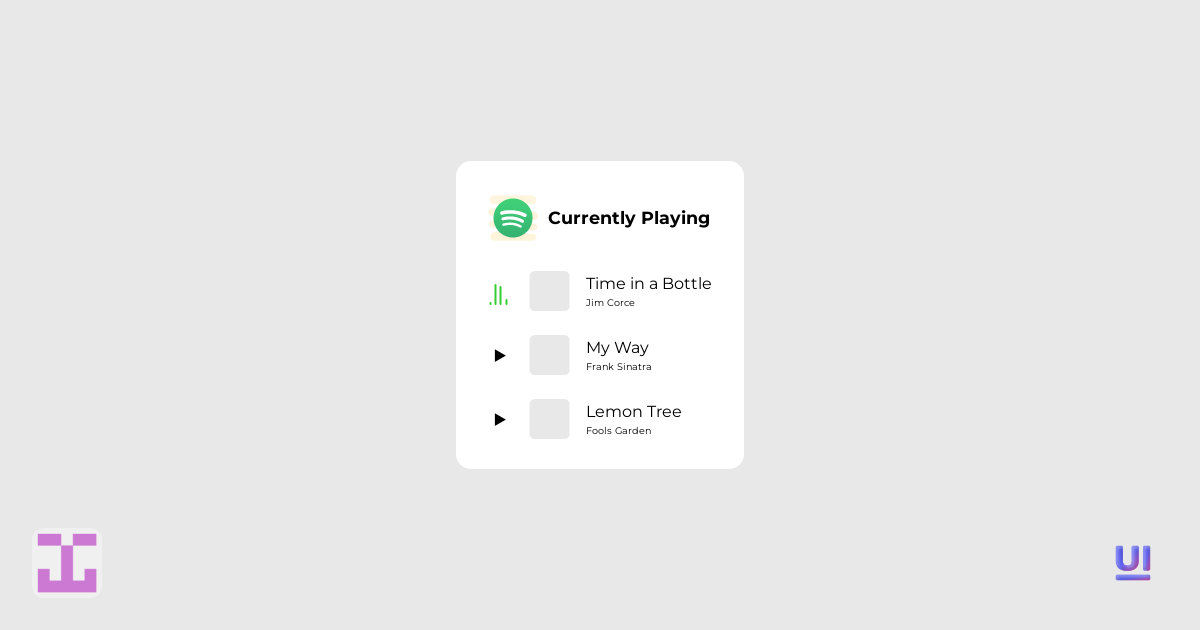 Currently Playing
Time in a Bottle
Jim Corce
My Way
Frank Sinatra
Lemon Tree
Fools Garden
UI